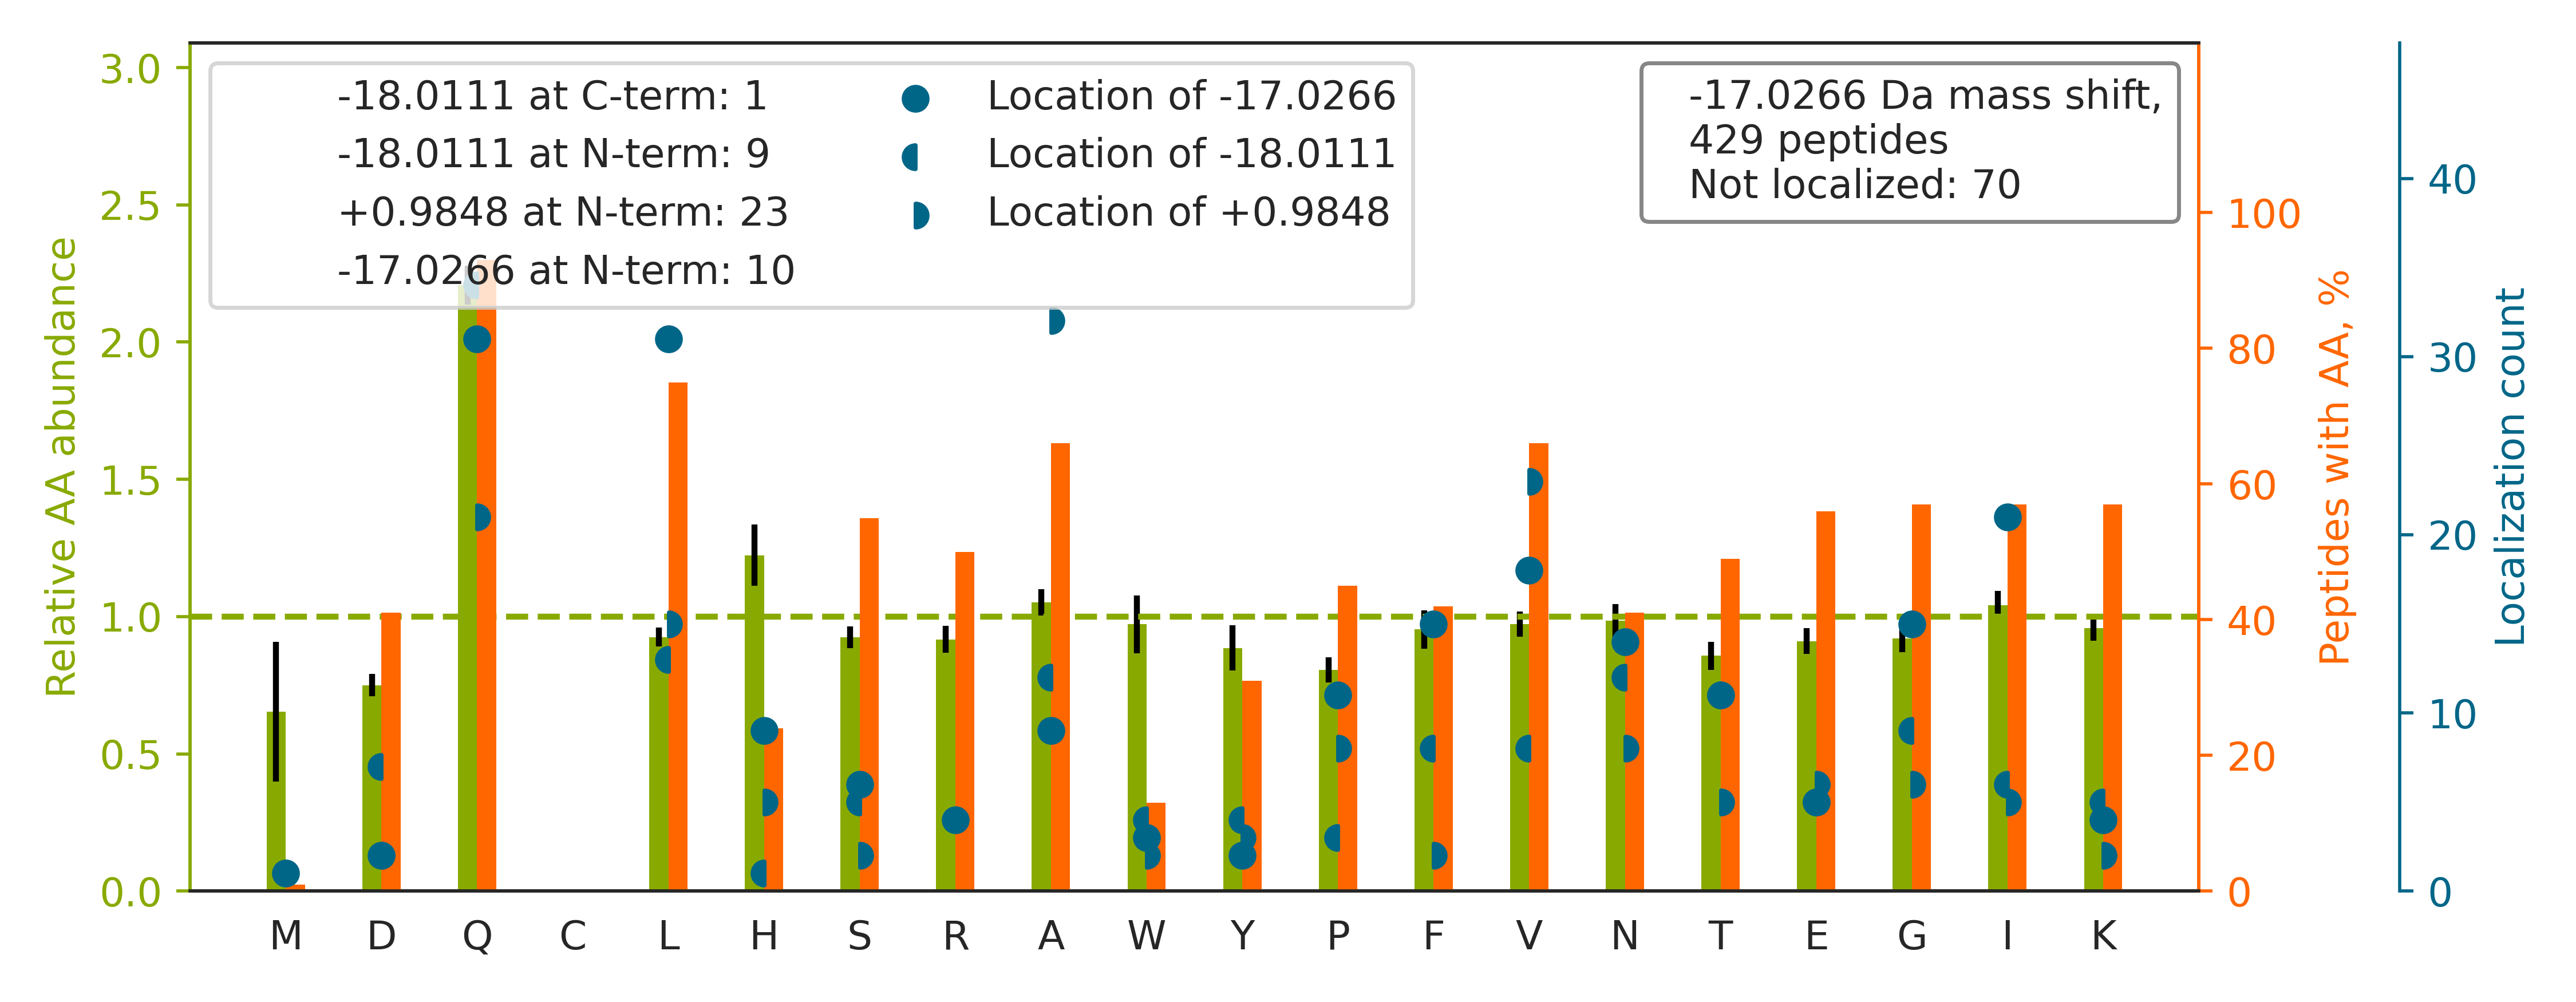 -18.0111 at C-term: 1
-18.0111 at N-term: 9
+0.9848 at N-term: 23
-17.0266 at N-term: 10
Location of -17.0266
Location of -18.0111
Location of +0.9848
-17.0266 Da mass shift,
429 peptides
Not localized: 70
Relative AA abundance
3.0
2.5
2.0
1.5
1.0
0.5
0.0
100
80
60
40
20
0
Peptides with AA, %
40
30
20
10
0
Localization count
M D Q C L H S R A W Y P F V N T E G I K